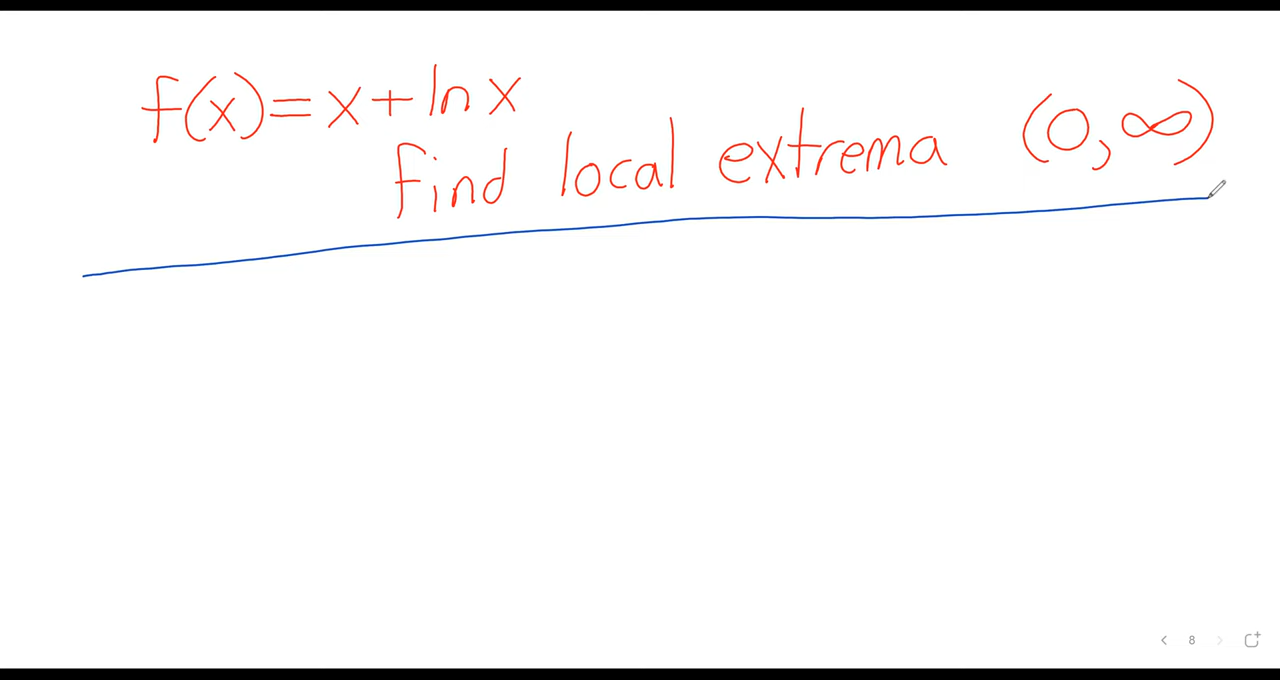 f(x)=x+ln x
find local extrema (0,∞)
8